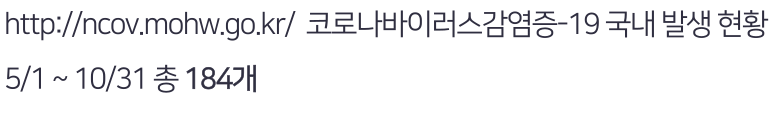 http://ncov.mohw.go.kr/ 코로나바이러스감염증-19 국내 발생 현황
5/1 ~ 10/31 총 184개